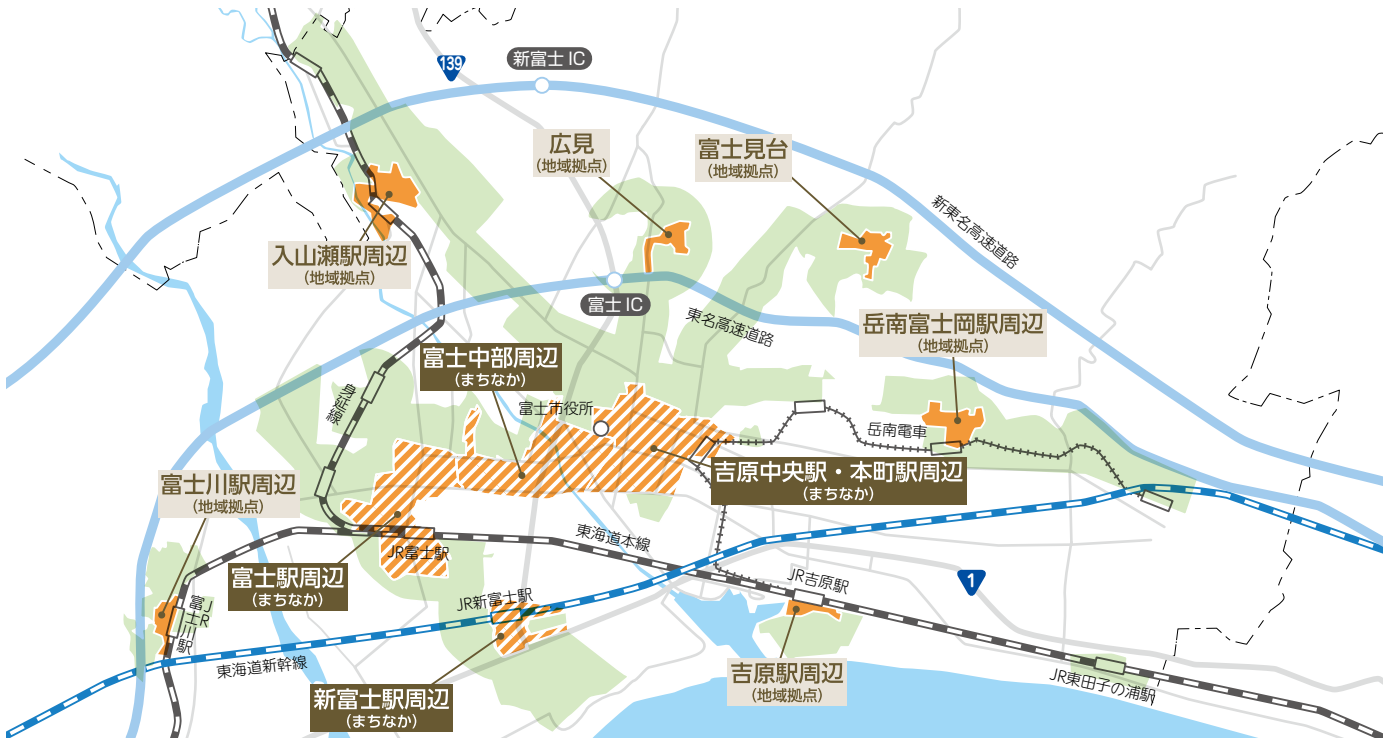 139
新富士 IC
広見
(地域拠点)
富士見台
(地域拠点)
新東名高速道路
入山瀬駅周辺
(地域拠点)
富士 IC
東名高速道路
岳南富士岡駅周辺
(地域拠点)
富士中部周辺
(まちなか)
身延線
富士市役所
岳南電車
吉原中央駅・本町駅周辺
(まちなか)
富士川駅周辺
(地域拠点)
東海道本線
JR富士駅
富士駅周辺
(まちなか)
JR吉原駅
1
JR新富士駅
JR
富士川駅
東海道新幹線
吉原駅周辺
(地域拠点)
JR東田子の浦駅
新富士駅周辺
(まちなか)